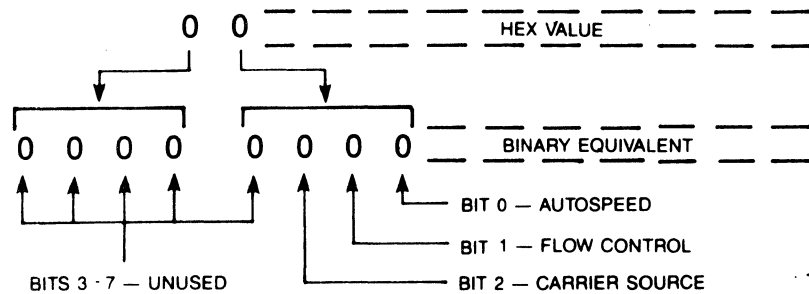 0 0 HEX VALUE
0 0 0 0 0 0 0 0 BINARY EQUIVALENT
BIT 0 — AUTOSPEED
BIT 1 — FLOW CONTROL
BITS 3 - 7 — UNUSED BIT 2 — CARRIER SOURCE